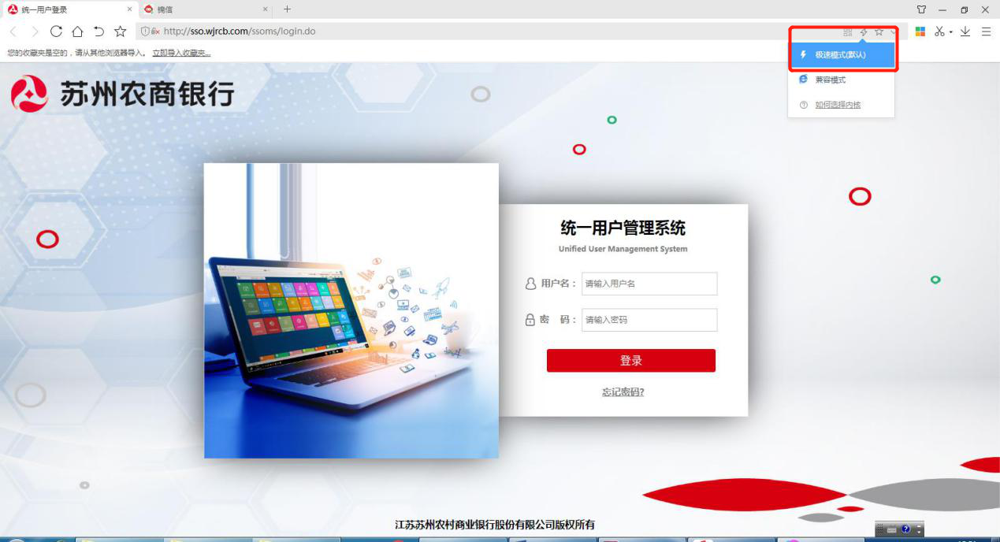 统一用户登录
锦信
http://sso.wjrcb.com/ssoms/login.do
您的收藏夹是空的，请从其他浏览器导入。 立即导入收藏夹...
极速模式(默认)
兼容模式
如何选择内核
苏州农商银行
统一用户管理系统
Unified User Management System
用户名： 请输入用户名
密 码： 请输入密码
登录
忘记密码?
江苏苏州农村商业银行股份有限公司版权所有